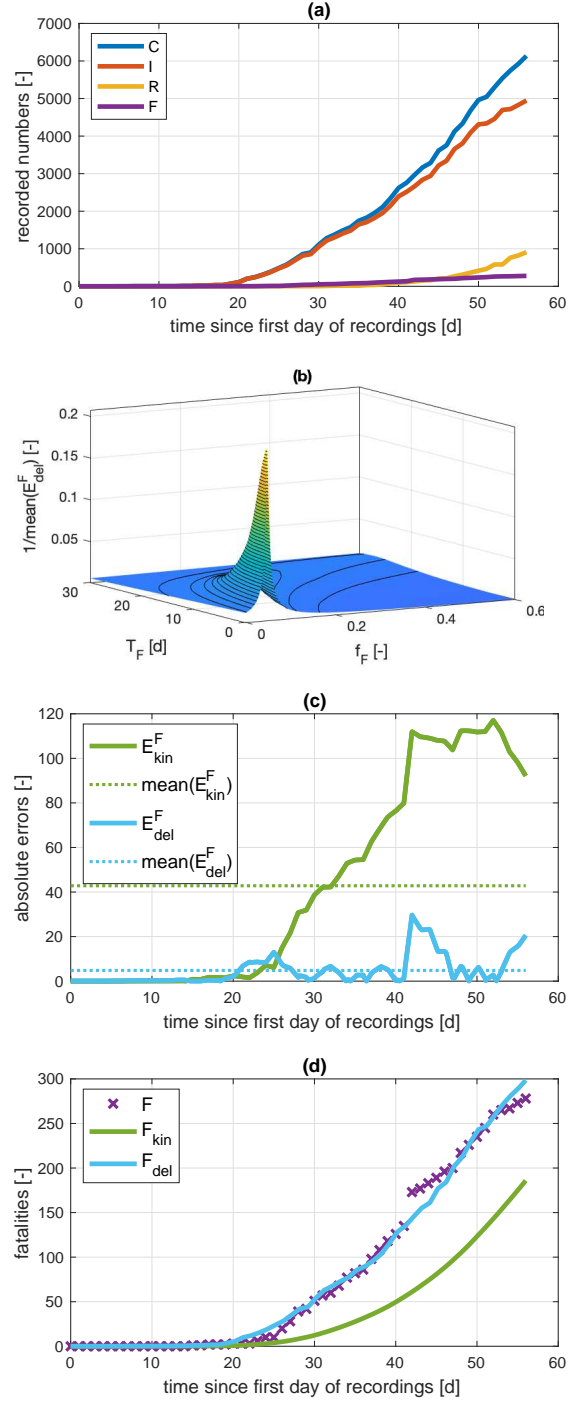 (a)
7000
6000
5000
4000
3000
2000
1000
0
recorded numbers [-]
C
I
R
F
0 10 20 30 40 50 60
time since first day of recordings [d]
(b)
0.2
0.15
0.1
0.05
1/mean(E^F_del) [-]
30 20 10 0
T_F [d]
0 0.2 0.4 0.6
f_F [-]
(c)
120
100
80
60
40
20
0
absolute errors [-]
E^F_kin
mean(E^F_kin)
E^F_del
mean(E^F_del)
0 10 20 30 40 50 60
time since first day of recordings [d]
(d)
300
250
200
150
100
50
0
fatalities [-]
F
F_kin
F_del
0 10 20 30 40 50 60
time since first day of recordings [d]